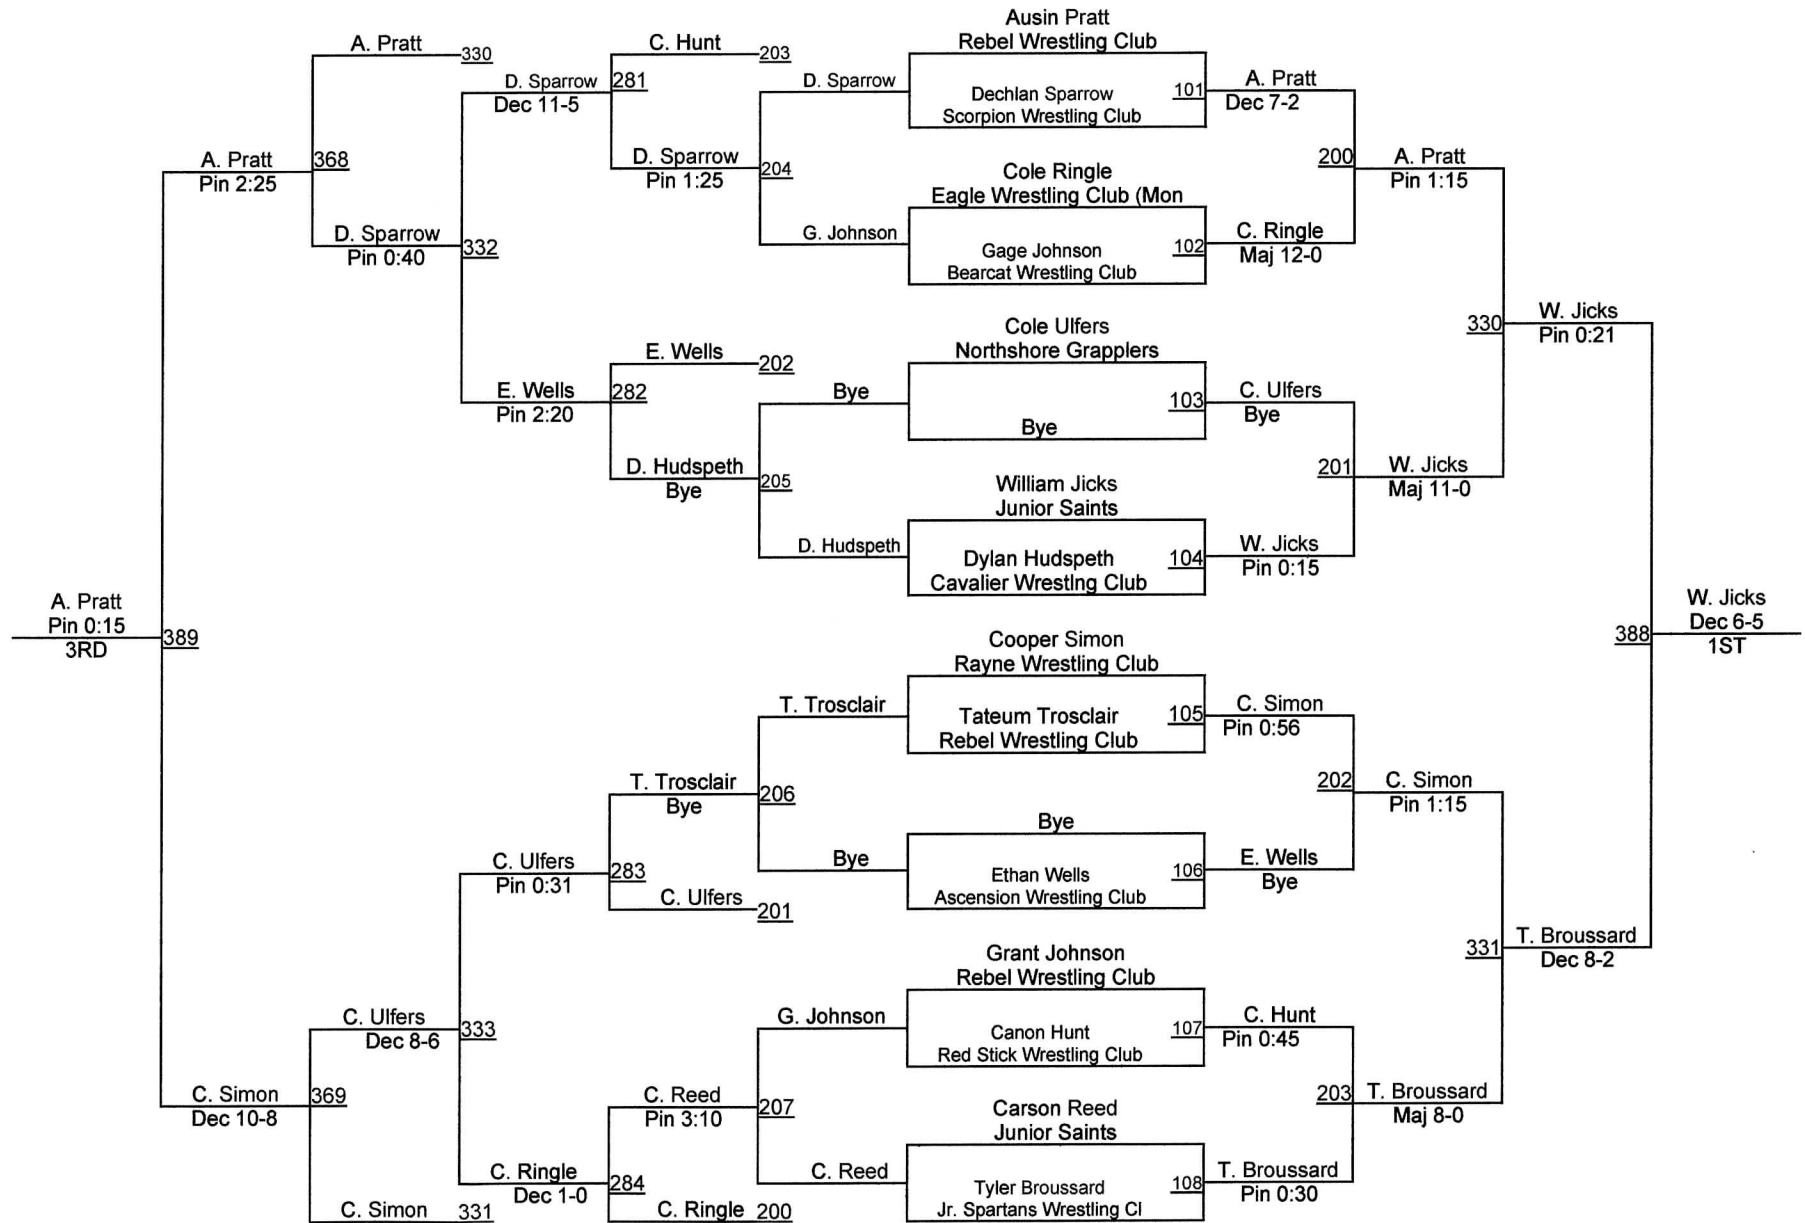 Ausin Pratt
Rebel Wrestling Club
Dechlan Sparrow
Scorpion Wrestling Club
101
Cole Ringle
Eagle Wrestling Club (Mon
Gage Johnson
Bearcat Wrestling Club
102
Cole Ulfers
Northshore Grapplers
Bye
103
William Jicks
Junior Saints
Dylan Hudspeth
Cavalier Wrestlng Club
104
Cooper Simon
Rayne Wrestling Club
Tateum Trosclair
Rebel Wrestling Club
105
Bye
Ethan Wells
Ascension Wrestling Club
106
Grant Johnson
Rebel Wrestling Club
Canon Hunt
Red Stick Wrestling Club
107
Carson Reed
Junior Saints
Tyler Broussard
Jr. Spartans Wrestling Cl
108
A. Pratt
Dec 7-2
C. Ringle
Maj 12-0
C. Ulfers
Bye
W. Jicks
Pin 0:15
C. Simon
Pin 0:56
E. Wells
Bye
C. Hunt
Pin 0:45
T. Broussard
Pin 0:30
200
A. Pratt
Pin 1:15
201
W. Jicks
Maj 11-0
202
C. Simon
Pin 1:15
203
T. Broussard
Maj 8-0
330
W. Jicks
Pin 0:21
331
T. Broussard
Dec 8-2
388
W. Jicks
Dec 6-5
1ST
D. Sparrow
G. Johnson
Bye
D. Hudspeth
T. Trosclair
Bye
G. Johnson
C. Reed
C. Hunt
203
D. Sparrow
Pin 1:25
204
E. Wells
202
D. Hudspeth
Bye
205
T. Trosclair
Bye
206
C. Ulfers
201
C. Reed
Pin 3:10
207
C. Ringle
200
D. Sparrow
Dec 11-5
281
E. Wells
Pin 2:20
282
C. Ulfers
Pin 0:31
283
C. Ringle
Dec 1-0
284
A. Pratt
330
D. Sparrow
Pin 0:40
332
C. Ulfers
Dec 8-6
333
C. Simon
331
A. Pratt
Pin 2:25
368
C. Simon
Dec 10-8
369
A. Pratt
Pin 0:15
3RD
389